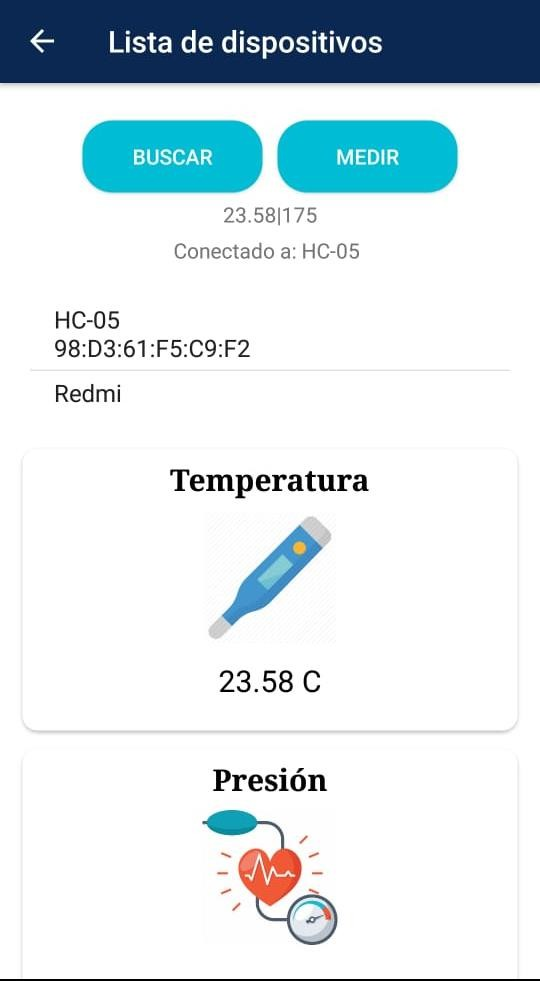 Lista de dispositivos
BUSCAR MEDIR
23.58|175
Conectado a: HC-05
HC-05
98:D3:61:F5:C9:F2
Redmi
Temperatura
23.58 C
Presión